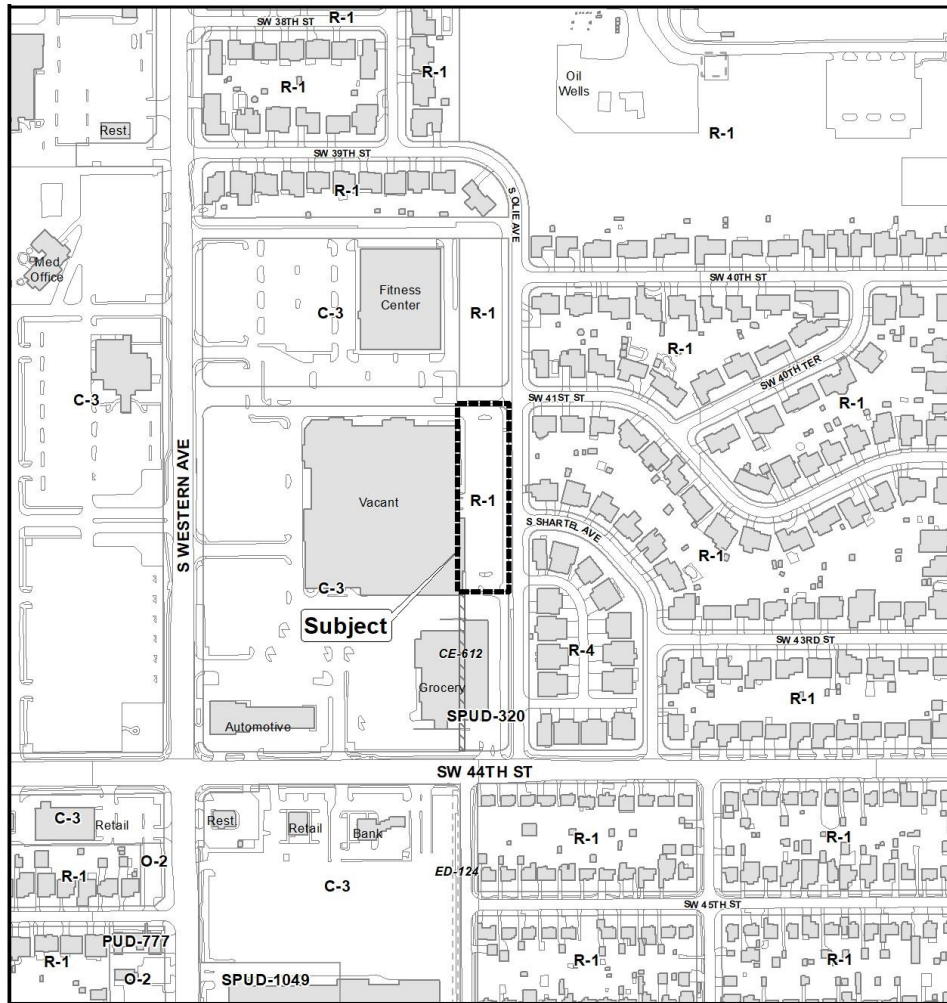 SW 38TH ST
R-1
R-1
R-1
Oil
Wells
Rest.
R-1
SW 39TH ST
R-1
S OLIE AVE
Med
Office
SW 40TH ST
Fitness
Center
C-3
R-1
R-1
SW 40TH TER
C-3
SW 41ST ST
R-1
S WESTERN AVE
Vacant
R-1
S SHARTEL AVE
R-1
C-3
Subject
SW 43RD ST
CE-612
R-4
Grocery
R-1
SPUD-320
Automotive
SW 44TH ST
C-3
Retail
Rest.
Retail
Bank
R-1
R-1
O-2
R-1
ED-124
C-3
SW 45TH ST
PUD-777
R-1
O-2
R-1
R-1
SPUD-1049